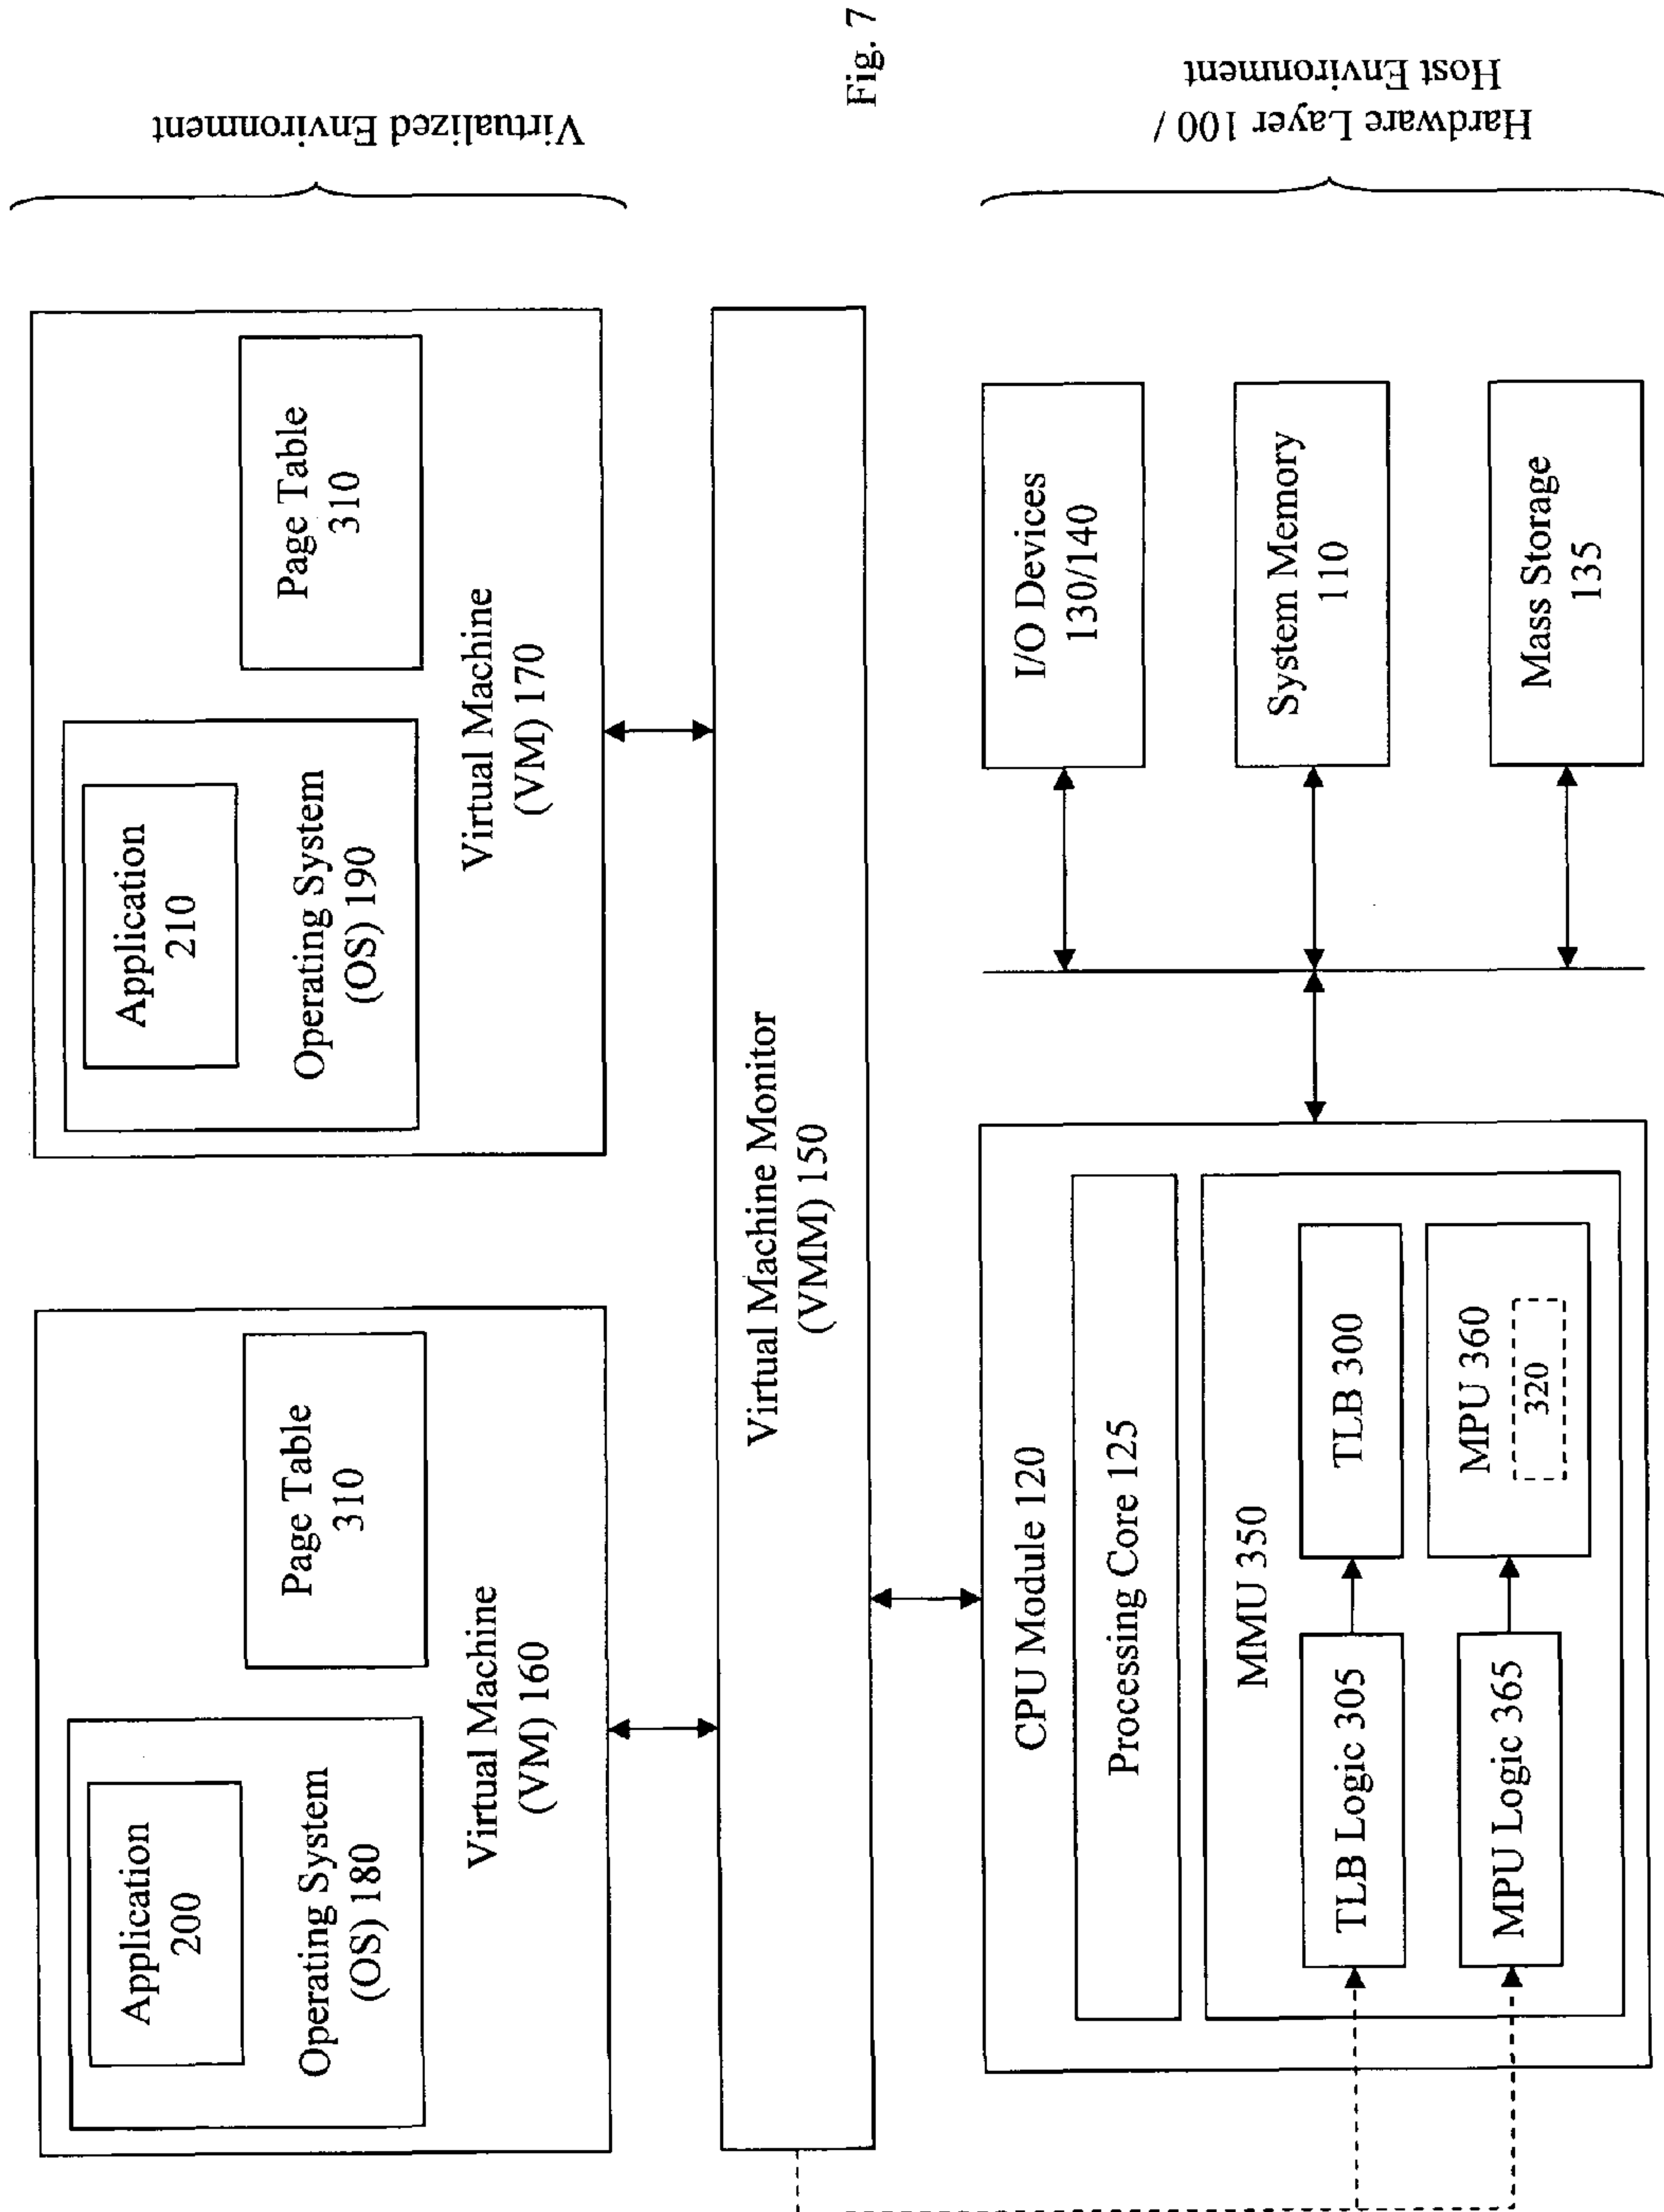 Application
200
Operating System
(OS) 180
Page Table
310
Virtual Machine
(VM) 160
Application
210
Operating System
(OS) 190
Page Table
310
Virtual Machine
(VM) 170
Virtualized Environment
Virtual Machine Monitor
(VMM) 150
CPU Module 120
Processing Core 125
MMU 350
TLB Logic 305
TLB 300
MPU Logic 365
MPU 360
320
I/O Devices
130/140
System Memory
110
Mass Storage
135
Hardware Layer 100 /
Host Environment
Fig. 7